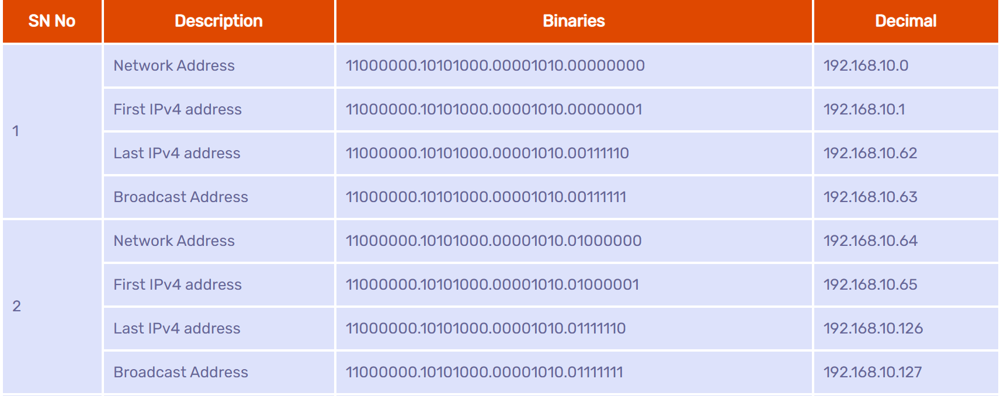 SN No Description Binaries Decimal
1
Network Address 11000000.10101000.00001010.00000000 192.168.10.0
First IPv4 address 11000000.10101000.00001010.00000001 192.168.10.1
Last IPv4 address 11000000.10101000.00001010.00111110 192.168.10.62
Broadcast Address 11000000.10101000.00001010.00111111 192.168.10.63
2
Network Address 11000000.10101000.00001010.01000000 192.168.10.64
First IPv4 address 11000000.10101000.00001010.01000001 192.168.10.65
Last IPv4 address 11000000.10101000.00001010.01111110 192.168.10.126
Broadcast Address 11000000.10101000.00001010.01111111 192.168.10.127